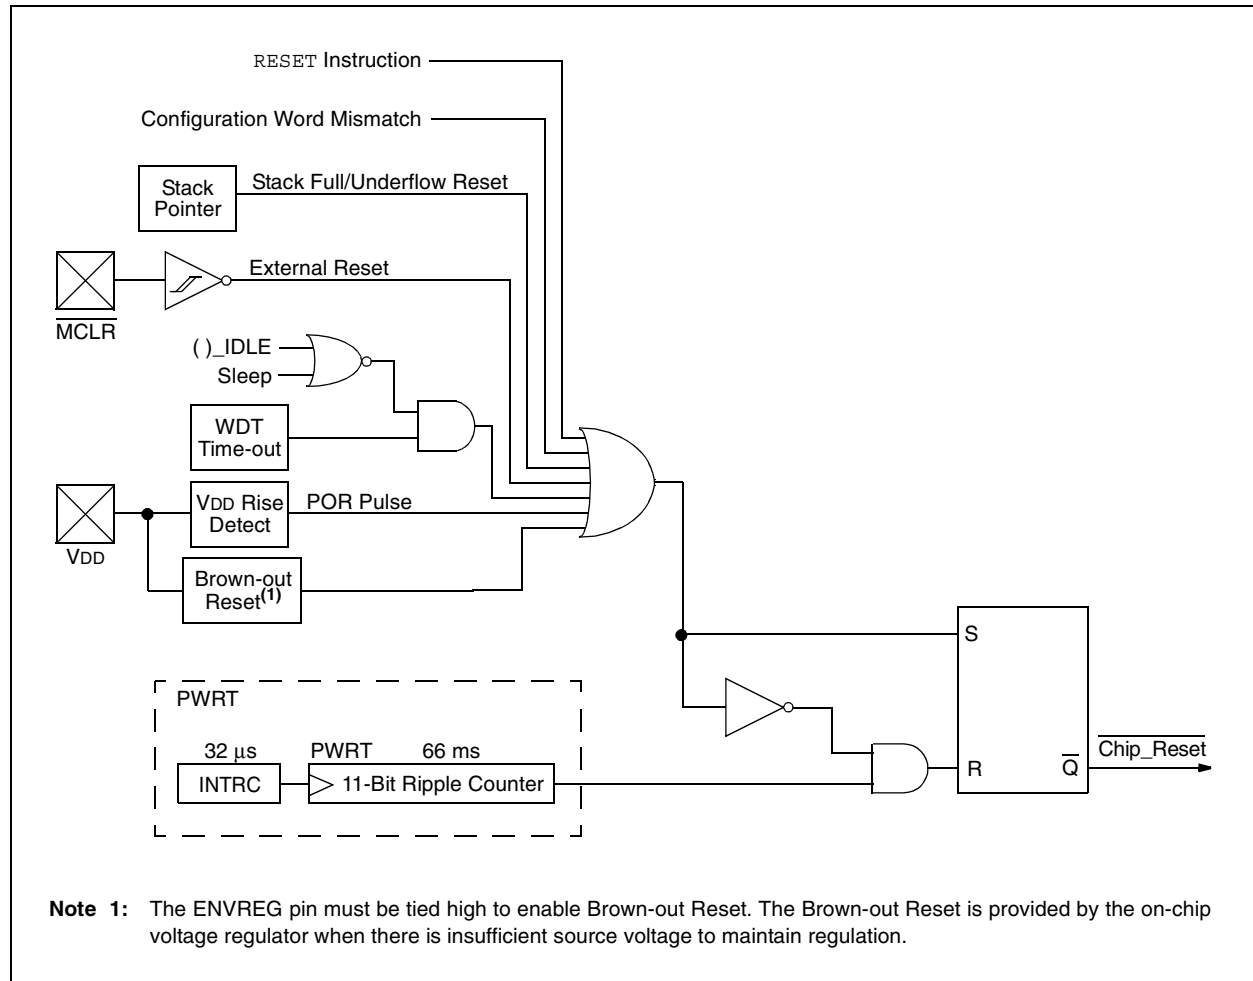 RESET Instruction
Configuration Word Mismatch
Stack
Pointer
Stack Full/Underflow Reset
External Reset
MCLR
( )_IDLE
Sleep
WDT
Time-out
VDD Rise
Detect
POR Pulse
VDD
Brown-out
Reset(1)
S
PWRT
32 μs
PWRT
66 ms
INTRC
11-Bit Ripple Counter
R
Q
Chip_Reset
Note 1: The ENVREG pin must be tied high to enable Brown-out Reset. The Brown-out Reset is provided by the on-chip
voltage regulator when there is insufficient source voltage to maintain regulation.